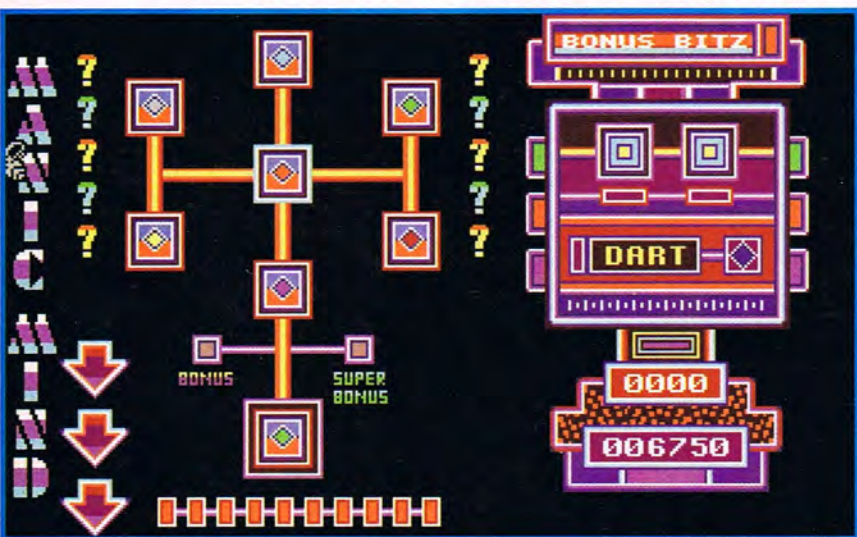 MANIC MIND
? ? ? ? ?
? ? ? ? ?
BONUS
SUPER
BONUS
BONUS BITZ
DART
0000
006750